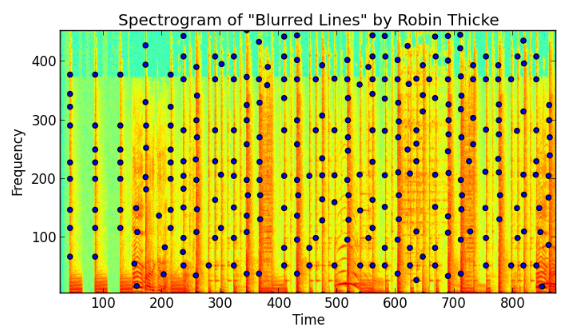 Spectrogram of "Blurred Lines" by Robin Thicke
400
300
200
100
Frequency
100 200 300 400 500 600 700 800
Time